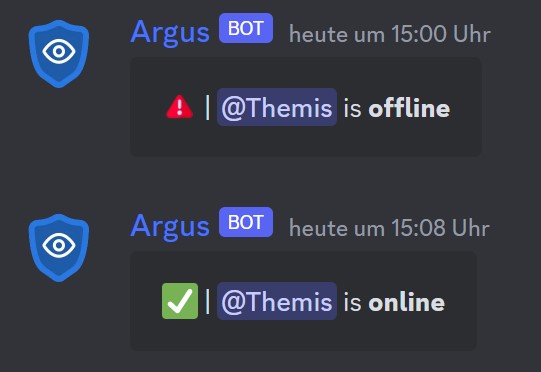 Argus BOT heute um 15:00 Uhr
| @Themis is offline
Argus BOT heute um 15:08 Uhr
| @Themis is online